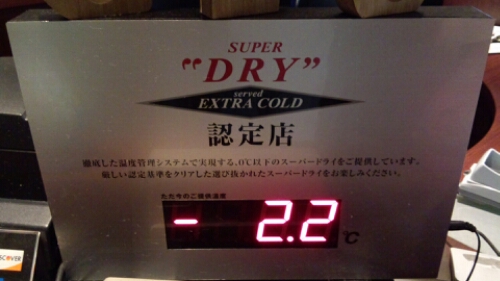 SUPER
"DRY"
served
EXTRA COLD
認定店
徹底した温度管理システムで実現する、0℃以下のスーパードライをご提供しています。
厳しい認定基準をクリアした選び抜かれたスーパードライをお楽しみください。
ただ今のご提供温度
- 2.2 ℃
DISCOVER